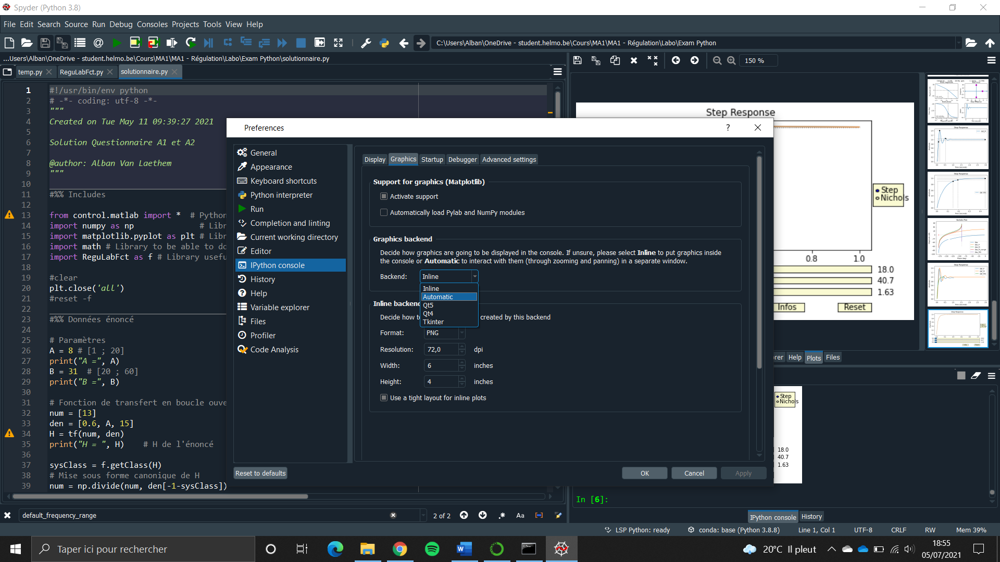 Spyder (Python 3.8)
File Edit Search Source Run Debug Consoles Projects Tools View Help
C:\Users\Alban\OneDrive - student.helmo.be\Cours\MA1\MA1 - Régulation\Labo\Exam Python
...Users\Alban\OneDrive - student.helmo.be\Cours\MA1\MA1 - Régulation\Labo\Exam Python\solutionnaire.py
temp.py ReguLabFct.py solutionnaire.py
150 %
1 #!/usr/bin/env python
2 # -*- coding: utf-8 -*-
3 """
4 Created on Tue May 11 09:39:27 2021
5
6 Solution Questionnaire A1 et A2
7
8 @author: Alban Van Laethem
9 """
10
11 #%% Includes
12
13 from control.matlab import * # Python
14 import numpy as np # Libr
15 import matplotlib.pyplot as plt # Libr
16 import math # Library to be able to do
17 import ReguLabFct as f # Library usefu
18
19 #clear
20 plt.close('all')
21 #reset -f
22
23 #%% Données énoncé
24
25 # Paramètres
26 A = 8 # [1 ; 20]
27 print("A =", A)
28 B = 31 # [20 ; 60]
29 print("B =", B)
30
31 # Fonction de transfert en boucle ouve
32 num = [13]
33 den = [0.6, A, 15]
34 H = tf(num, den)
35 print("H = ", H) # H de l'énoncé
36
37 sysClass = f.getClass(H)
38 # Mise sous forme canonique de H
39 num = np.divide(num, den[-1-sysClass])
Preferences
?
General
Appearance
Keyboard shortcuts
Python interpreter
Run
Completion and linting
Current working directory
Editor
IPython console
History
Help
Variable explorer
Files
Profiler
Code Analysis
Display Graphics Startup Debugger Advanced settings
Support for graphics (Matplotlib)
Activate support
Automatically load Pylab and NumPy modules
Graphics backend
Decide how graphics are going to be displayed in the console. If unsure, please select Inline to put graphics inside
the console or Automatic to interact with them (through zooming and panning) in a separate window.
Backend: Inline
Inline
Automatic
Qt5
Qt4
Tkinter
Inline backend
Decide how t created by this backend
Format: PNG
Resolution: 72,0 dpi
Width: 6 inches
Height: 4 inches
Use a tight layout for inline plots
Reset to defaults
OK Cancel Apply
Step Response
Step
Nichols
0.8 1.0
18.0
40.7
1.63
Infos Reset
rer Help Plots Files
Step
Nichols
18.0
40.7
1.63
In [6]:
IPython console History
default_frequency_range
2 of 2
Aa
LSP Python: ready conda: base (Python 3.8.8) Line 1, Col 1 UTF-8 CRLF RW Mem 39%
Taper ici pour rechercher
20°C Il pleut
18:55
05/07/2021